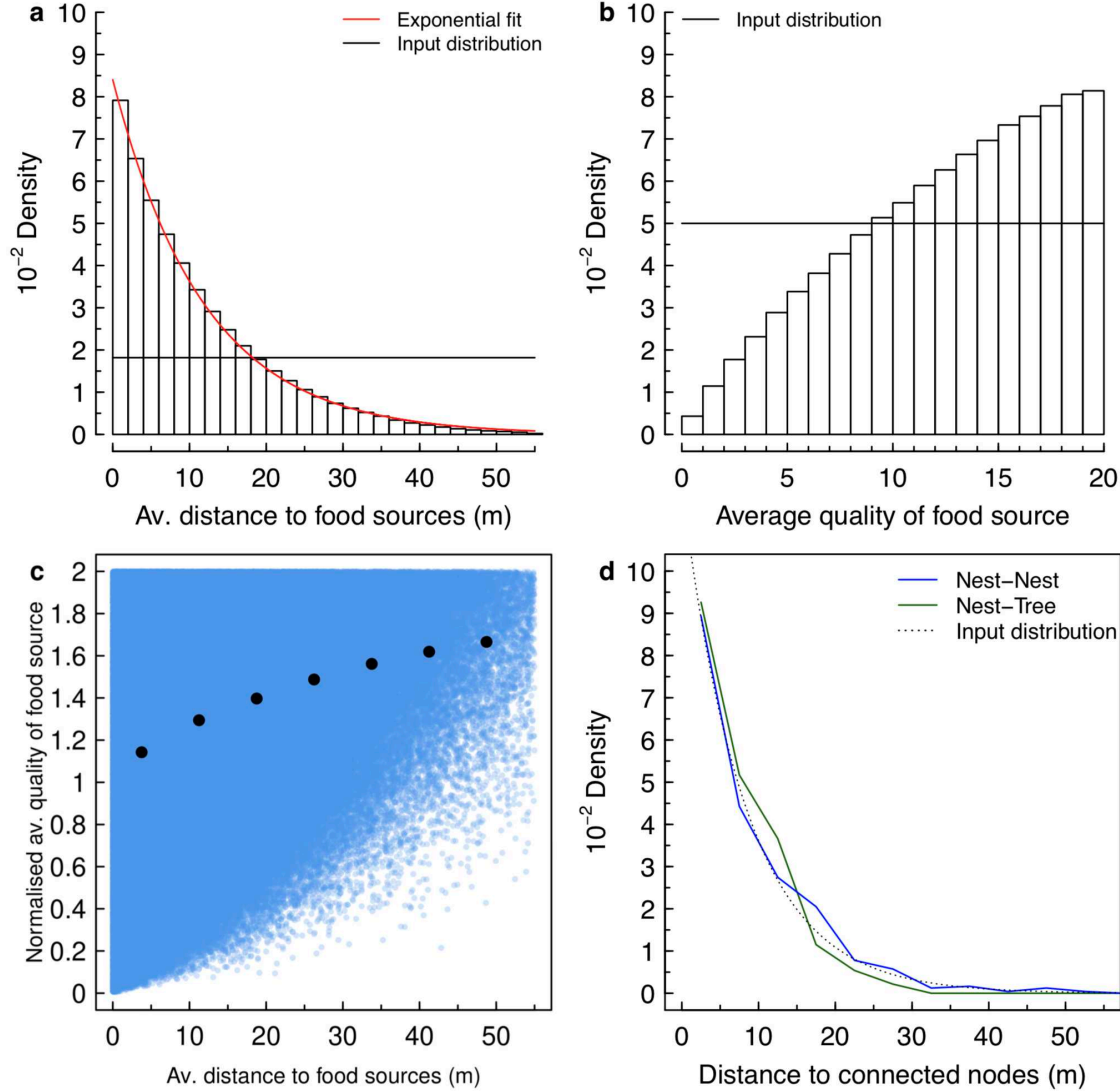 a
Exponential fit
Input distribution
10
9
8
7
6
5
4
3
2
1
0
10⁻² Density
0 10 20 30 40 50
Av. distance to food sources (m)
b
Input distribution
10
9
8
7
6
5
4
3
2
1
0
10⁻² Density
0 5 10 15 20
Average quality of food source
c
2
1.8
1.6
1.4
1.2
1
0.8
0.6
0.4
0.2
0
Normalised av. quality of food source
0 10 20 30 40 50
Av. distance to food sources (m)
d
Nest−Nest
Nest−Tree
Input distribution
10
9
8
7
6
5
4
3
2
1
0
10⁻² Density
0 10 20 30 40 50
Distance to connected nodes (m)